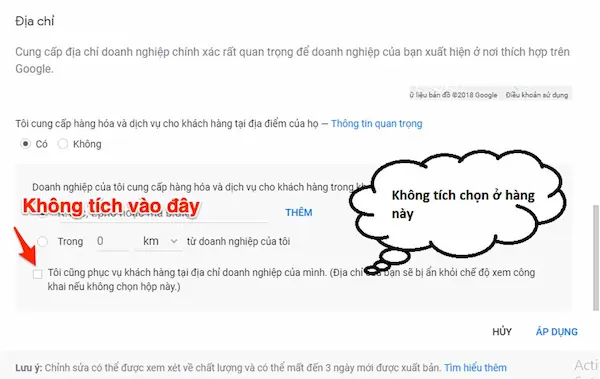 Địa chỉ
Cung cấp địa chỉ doanh nghiệp chính xác rất quan trọng để doanh nghiệp của bạn xuất hiện ở nơi thích hợp trên
Google.
ữ liệu bản đồ ©2018 Google Điều khoản sử dụng
Tôi cung cấp hàng hóa và dịch vụ cho khách hàng tại địa điểm của họ — Thông tin quan trọng
Có Không
Doanh nghiệp của tôi cung cấp hàng hóa và dịch vụ cho khách hàng trong
Không tích vào đây
THÊM
Không tích chọn ở hàng
này
Trong 0 km từ doanh nghiệp của tôi
Tôi cũng phục vụ khách hàng tại địa chỉ doanh nghiệp của mình. (Địa chỉ bạn sẽ bị ẩn khỏi chế độ xem công
khai nếu không chọn hộp này.)
HỦY ÁP DỤNG
Lưu ý: Chỉnh sửa có thể được xem xét về chất lượng và có thể mất đến 3 ngày mới được xuất bản. Tìm hiểu thêm
Acti